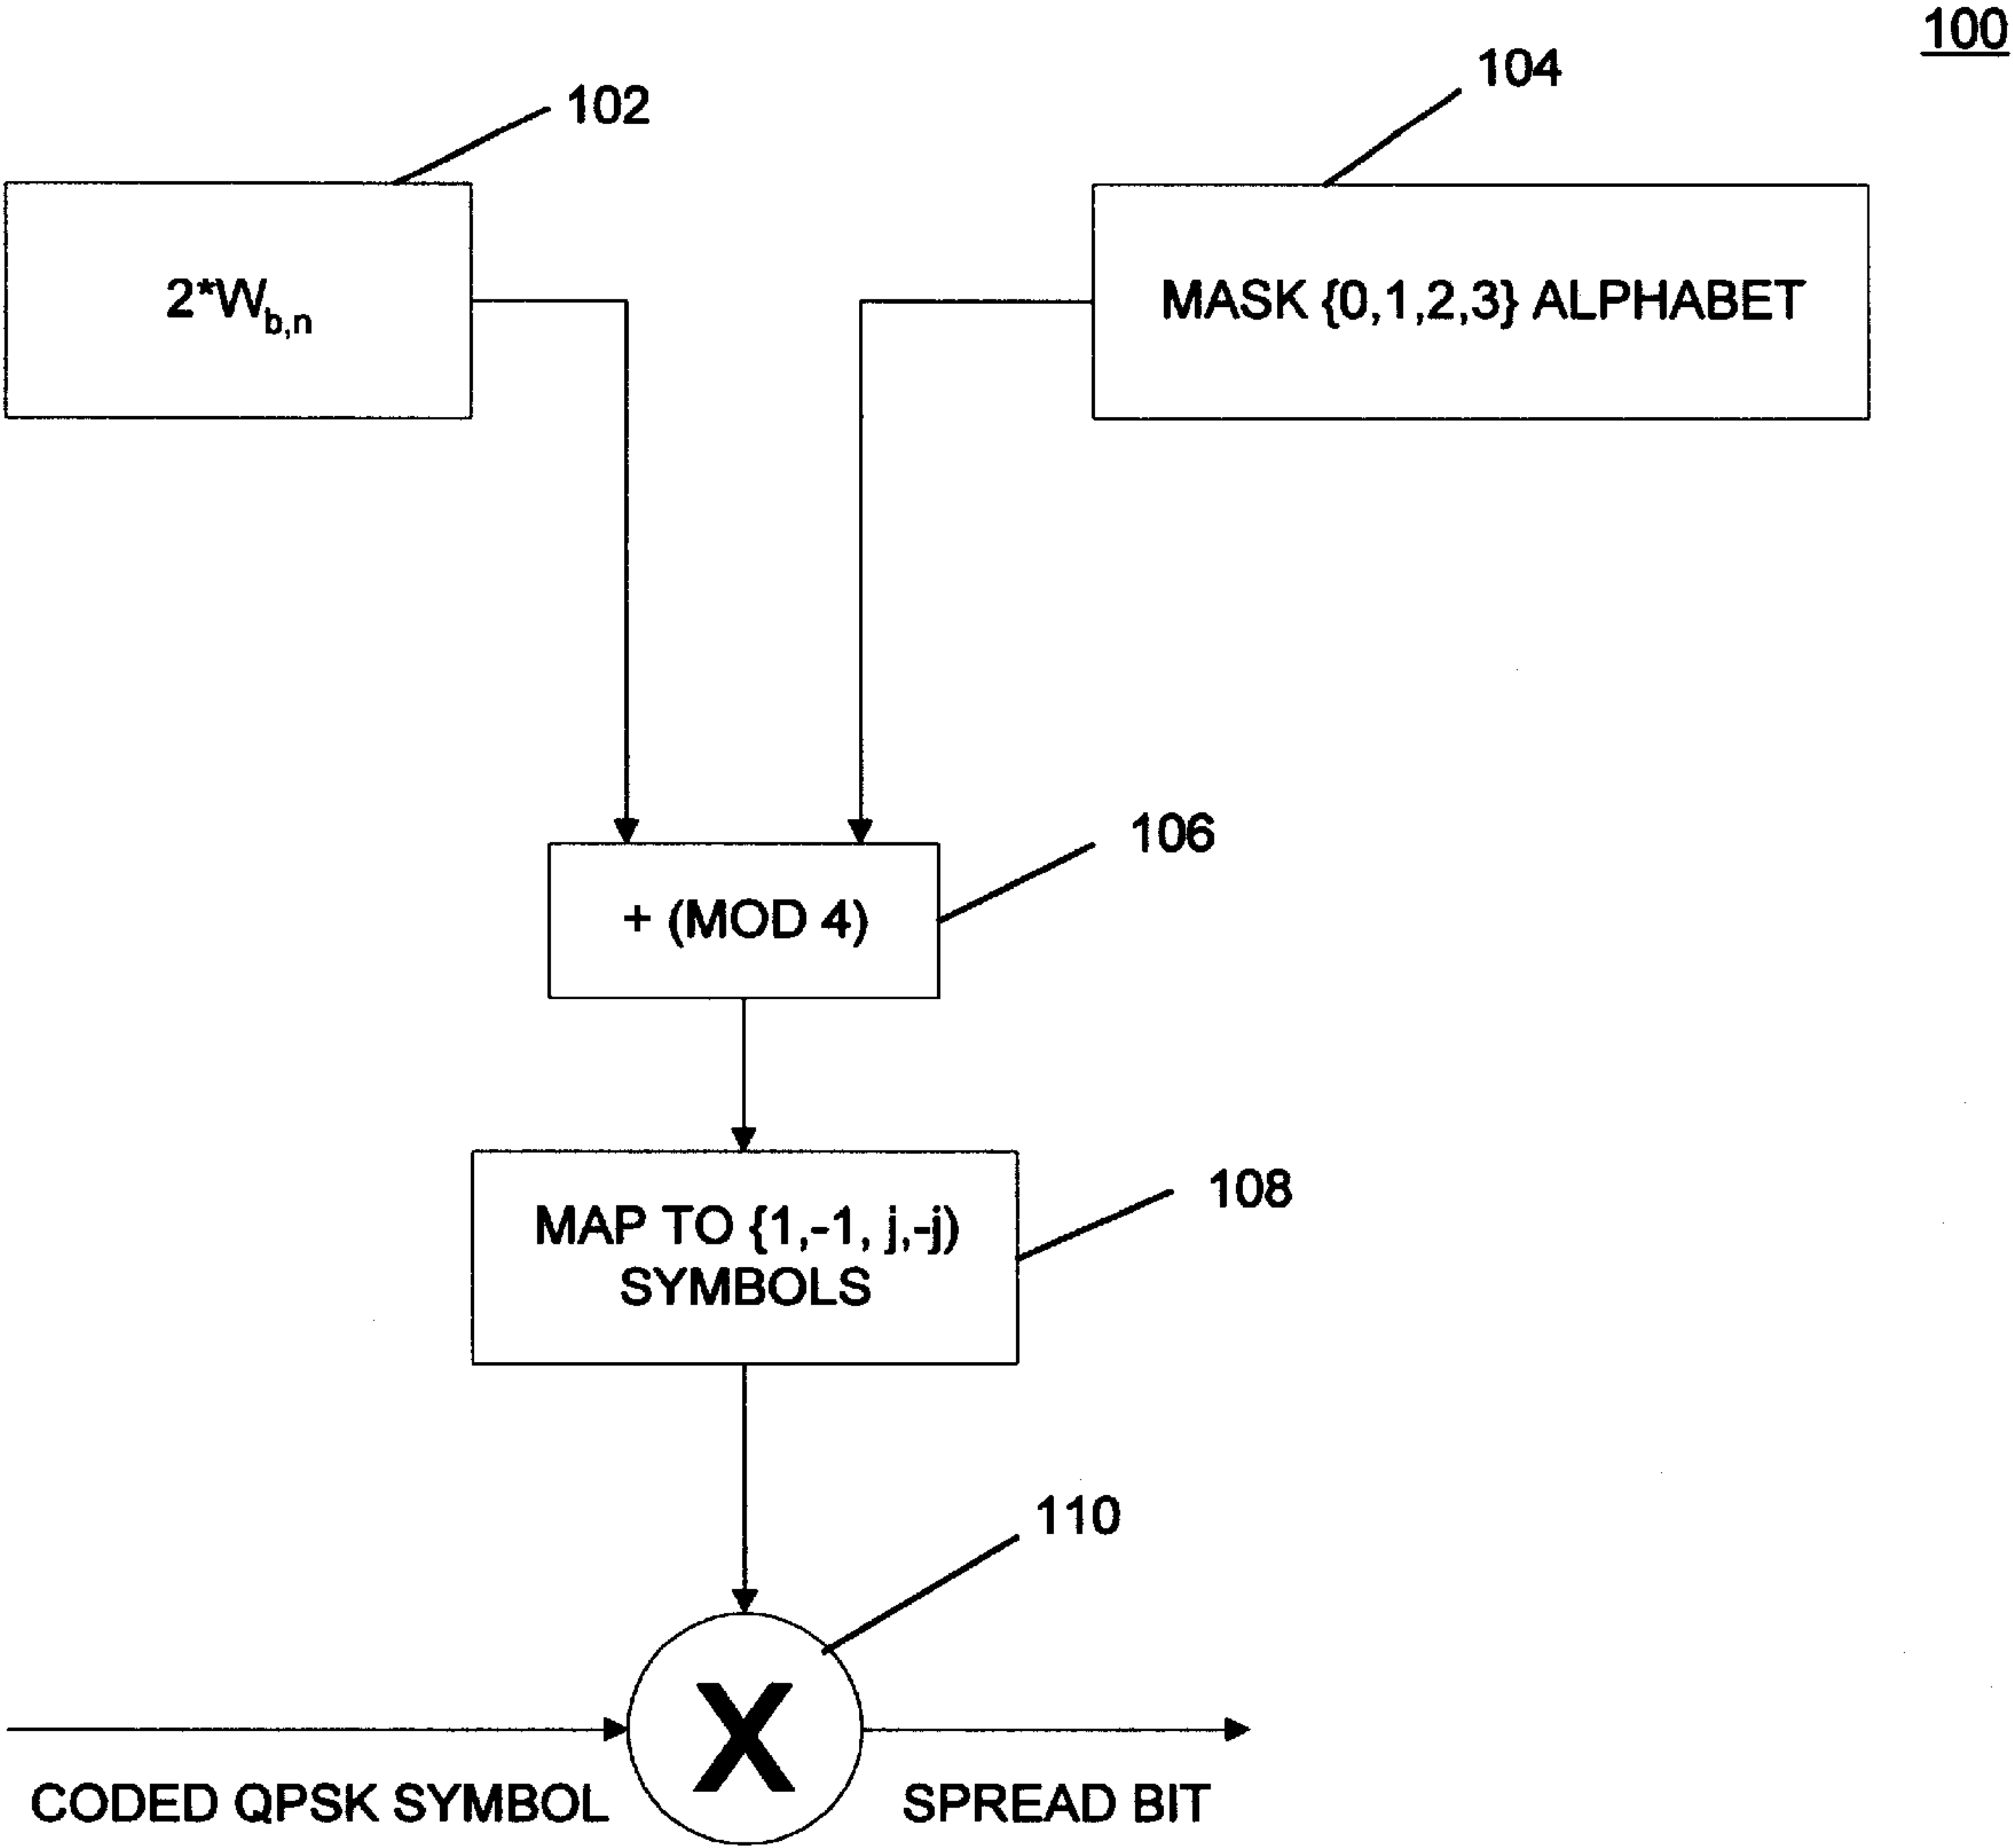 100
104
102
2*Wb,n
MASK {0,1,2,3} ALPHABET
106
+ (MOD 4)
108
MAP TO {1,-1, j,-j)
SYMBOLS
110
X
CODED QPSK SYMBOL
SPREAD BIT